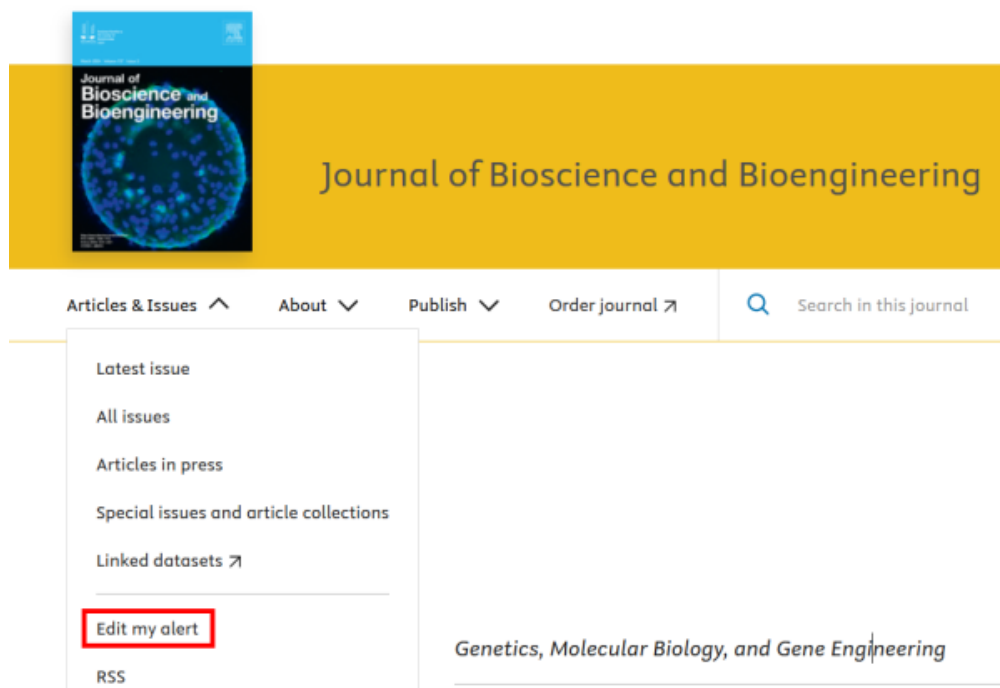 Journal of
Bioscience and
Bioengineering
Journal of Bioscience and Bioengineering
Articles & Issues About Publish Order journal Search in this journal
Latest issue
All issues
Articles in press
Special issues and article collections
Linked datasets
Edit my alert
Genetics, Molecular Biology, and Gene Engineering
RSS